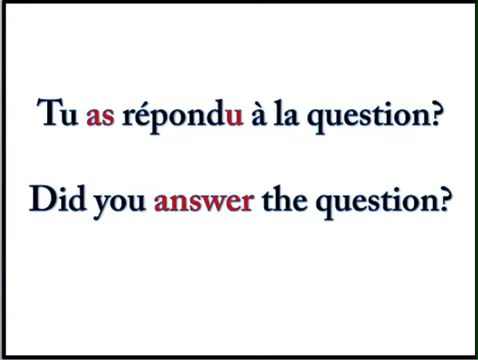 Tu as répondu à la question?
Did you answer the question?